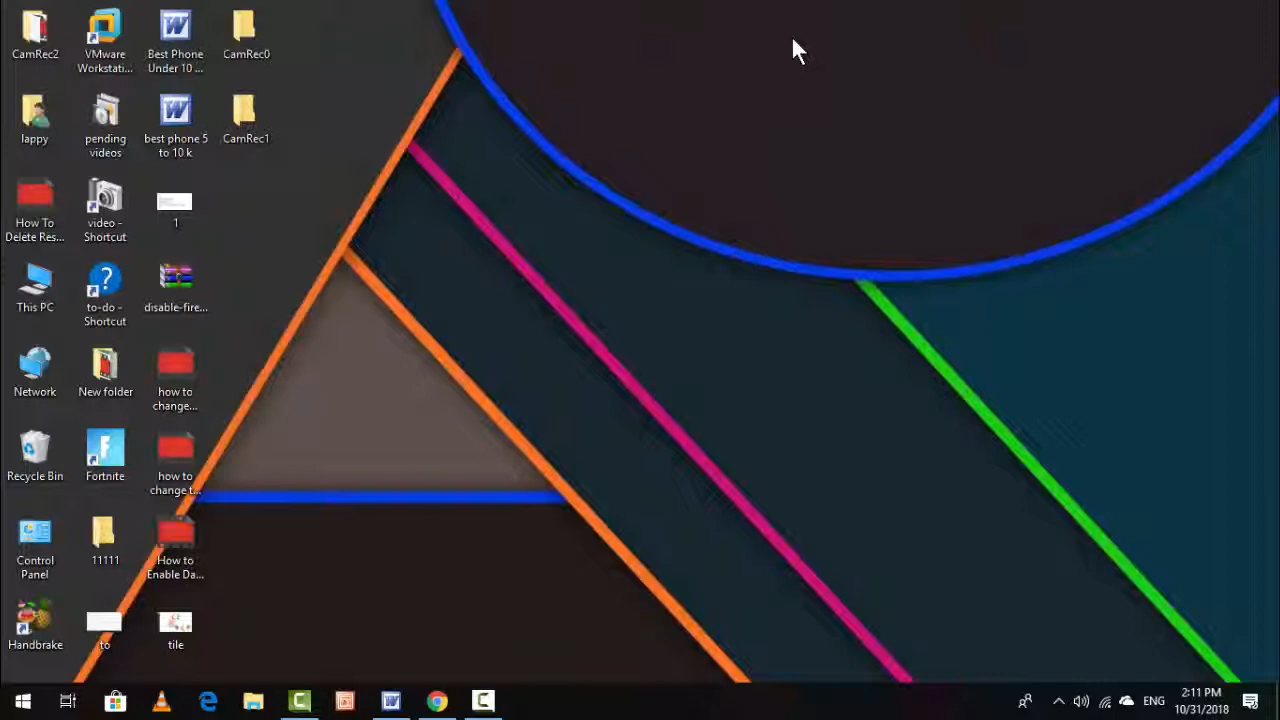 CamRec2
VMware
Workstati...
Best Phone
Under 10 ...
CamRec0
lappy
pending
videos
best phone 5
to 10 k
CamRec1
How To
Delete Res...
video -
Shortcut
1
This PC
to-do -
Shortcut
disable-fire...
Network
New folder
how to
change...
Recycle Bin
Fortnite
how to
change t...
Control
Panel
11111
How to
Enable Da...
Handbrake
to
tile
ENG
10/31/2018